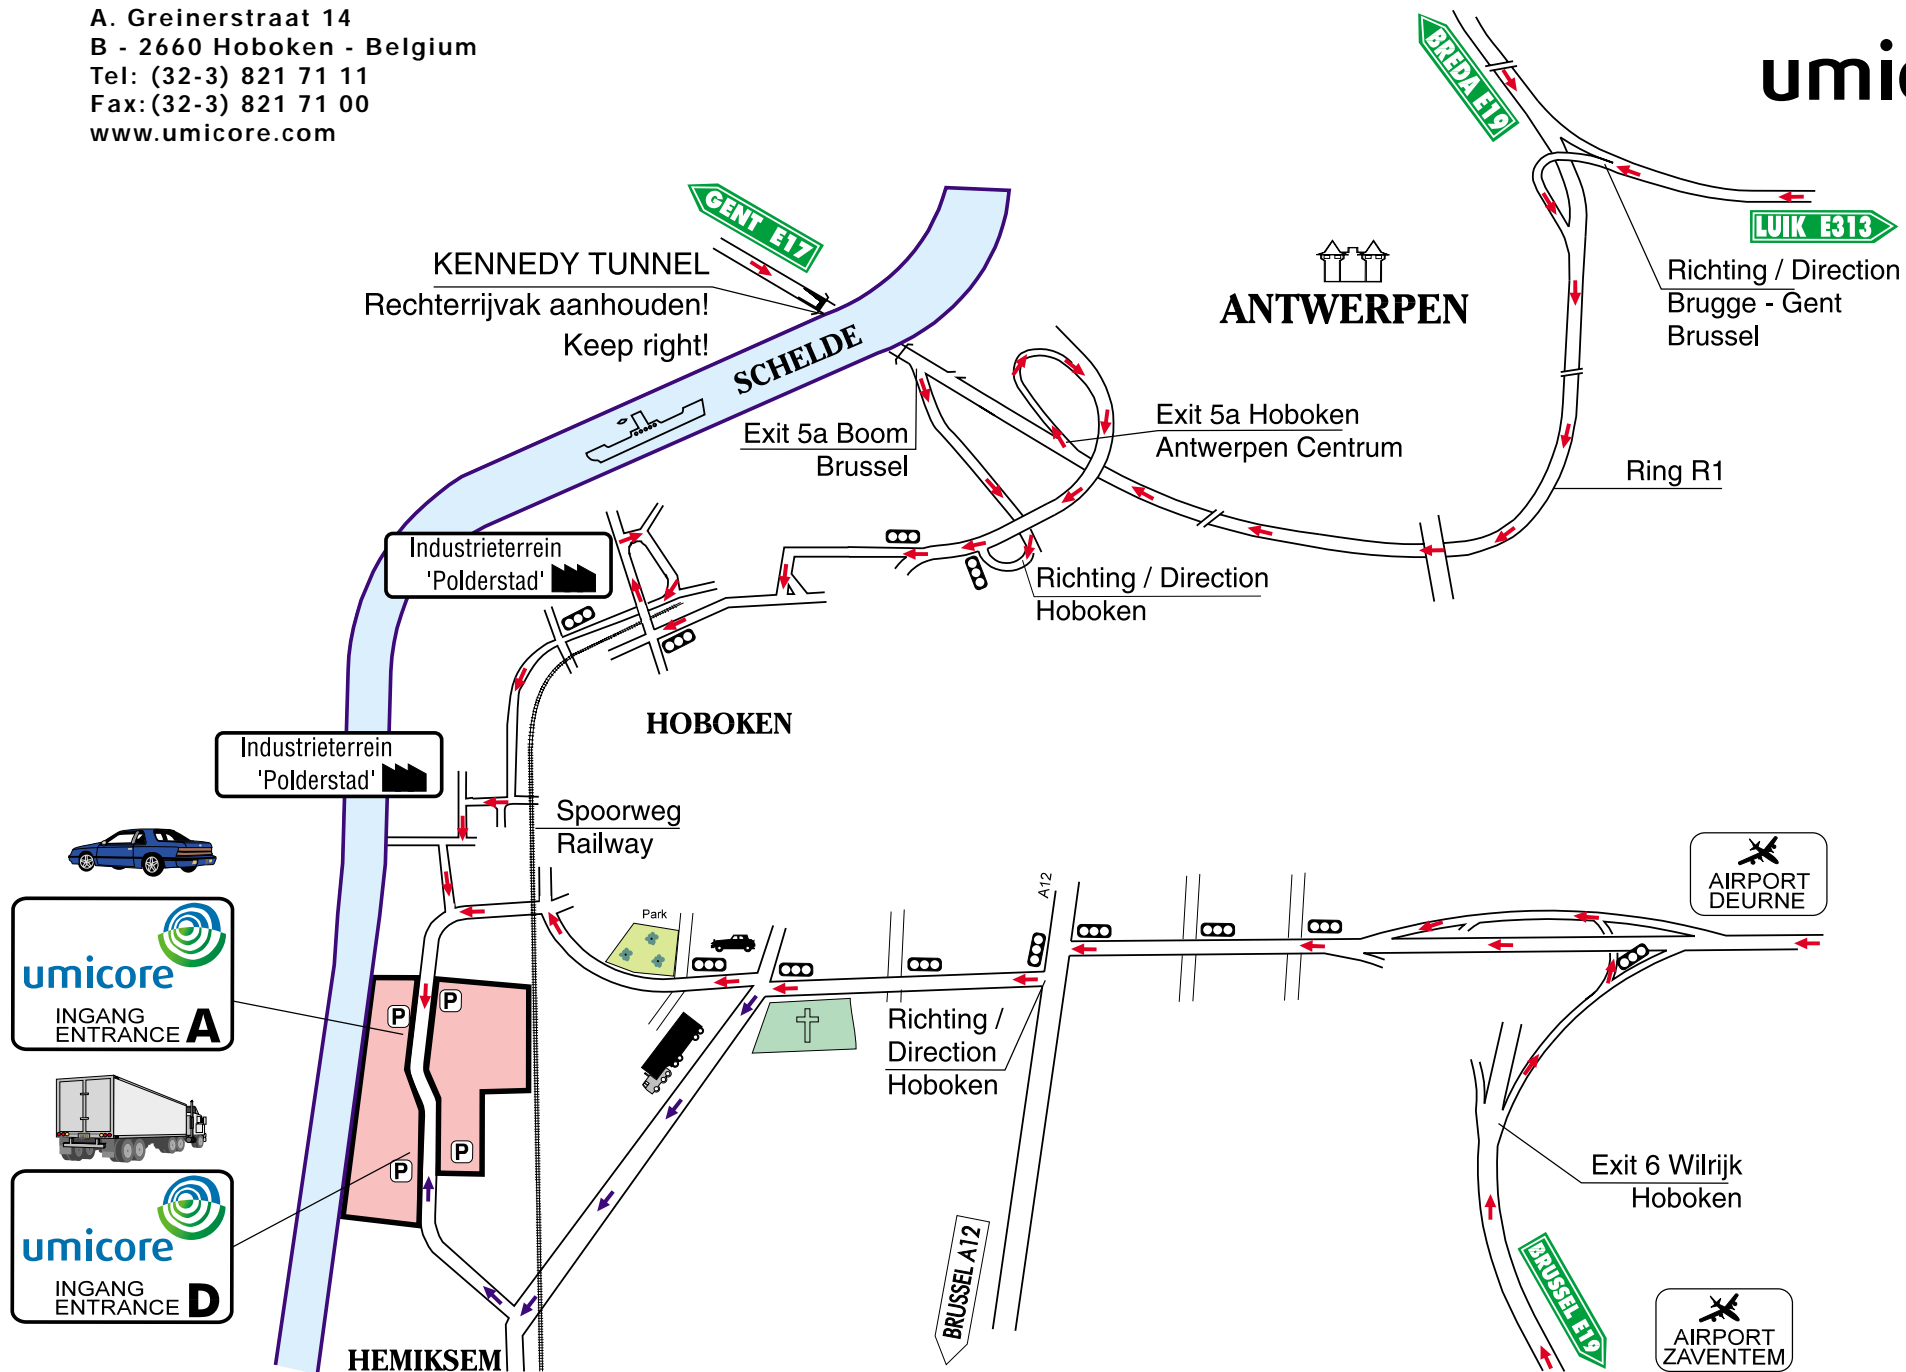 A. Greinerstraat 14
B - 2660 Hoboken - Belgium
Tel: (32-3) 821 71 11
Fax: (32-3) 821 71 00
www.umicore.com
BREDA E19
LUIK E313
Richting / Direction
Brugge - Gent
Brussel
GENT E17
KENNEDY TUNNEL
Rechterrijvak aanhouden!
Keep right!
SCHELDE
ANTWERPEN
Exit 5a Boom
Brussel
Exit 5a Hoboken
Antwerpen Centrum
Ring R1
Richting / Direction
Hoboken
Industrieterrein
'Polderstad'
HOBOKEN
Industrieterrein
'Polderstad'
Spoorweg
Railway
Park
A12
AIRPORT
DEURNE
umicore
INGANG
ENTRANCE A
P
P
P
P
Richting /
Direction
Hoboken
Exit 6 Wilrijk
Hoboken
umicore
INGANG
ENTRANCE D
BRUSSEL A12
BRUSSEL E19
AIRPORT
ZAVENTEM
HEMIKSEM